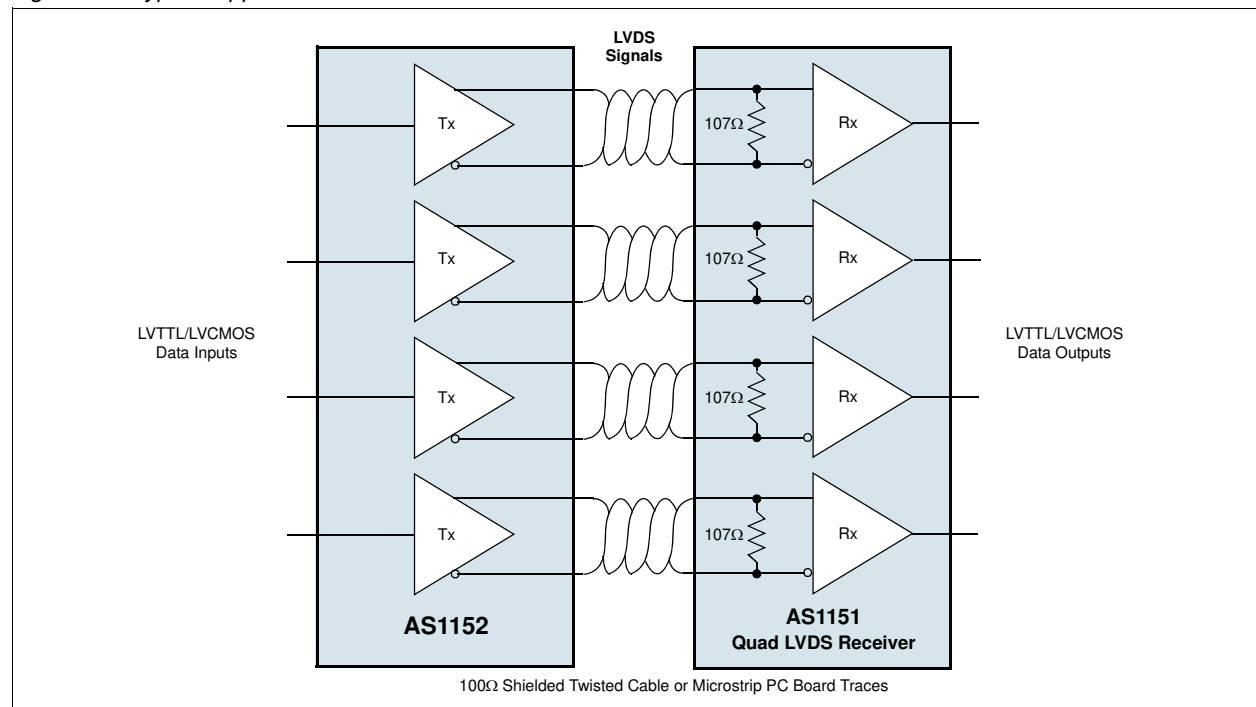 LVDS
Signals
Tx
107Ω
Rx
Tx
107Ω
Rx
LVTTL/LVCMOS
Data Inputs
LVTTL/LVCMOS
Data Outputs
Tx
107Ω
Rx
Tx
107Ω
Rx
AS1152
AS1151
Quad LVDS Receiver
100Ω Shielded Twisted Cable or Microstrip PC Board Traces